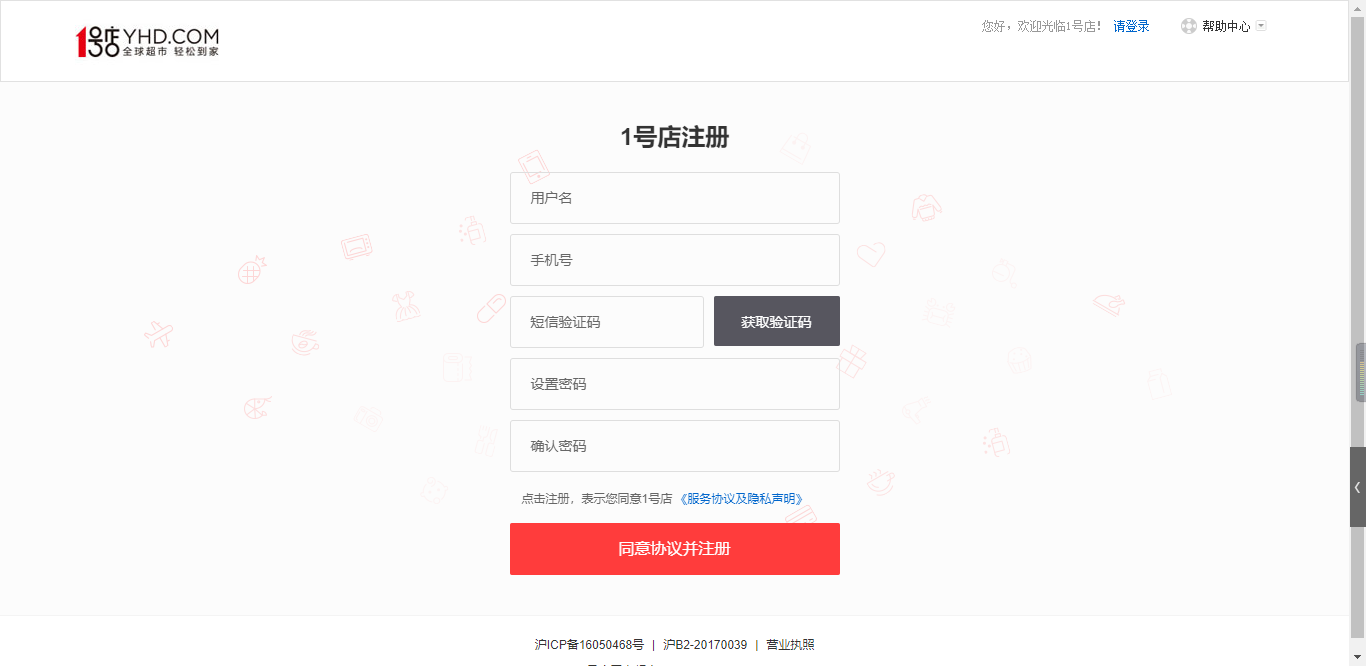 1号店 YHD.COM
全球超市 轻松到家
您好，欢迎光临1号店！ 请登录 帮助中心
1号店注册
用户名
手机号
短信验证码 获取验证码
设置密码
确认密码
点击注册，表示您同意1号店 《服务协议及隐私声明》
同意协议并注册
沪ICP备16050468号 | 沪B2-20170039 | 营业执照